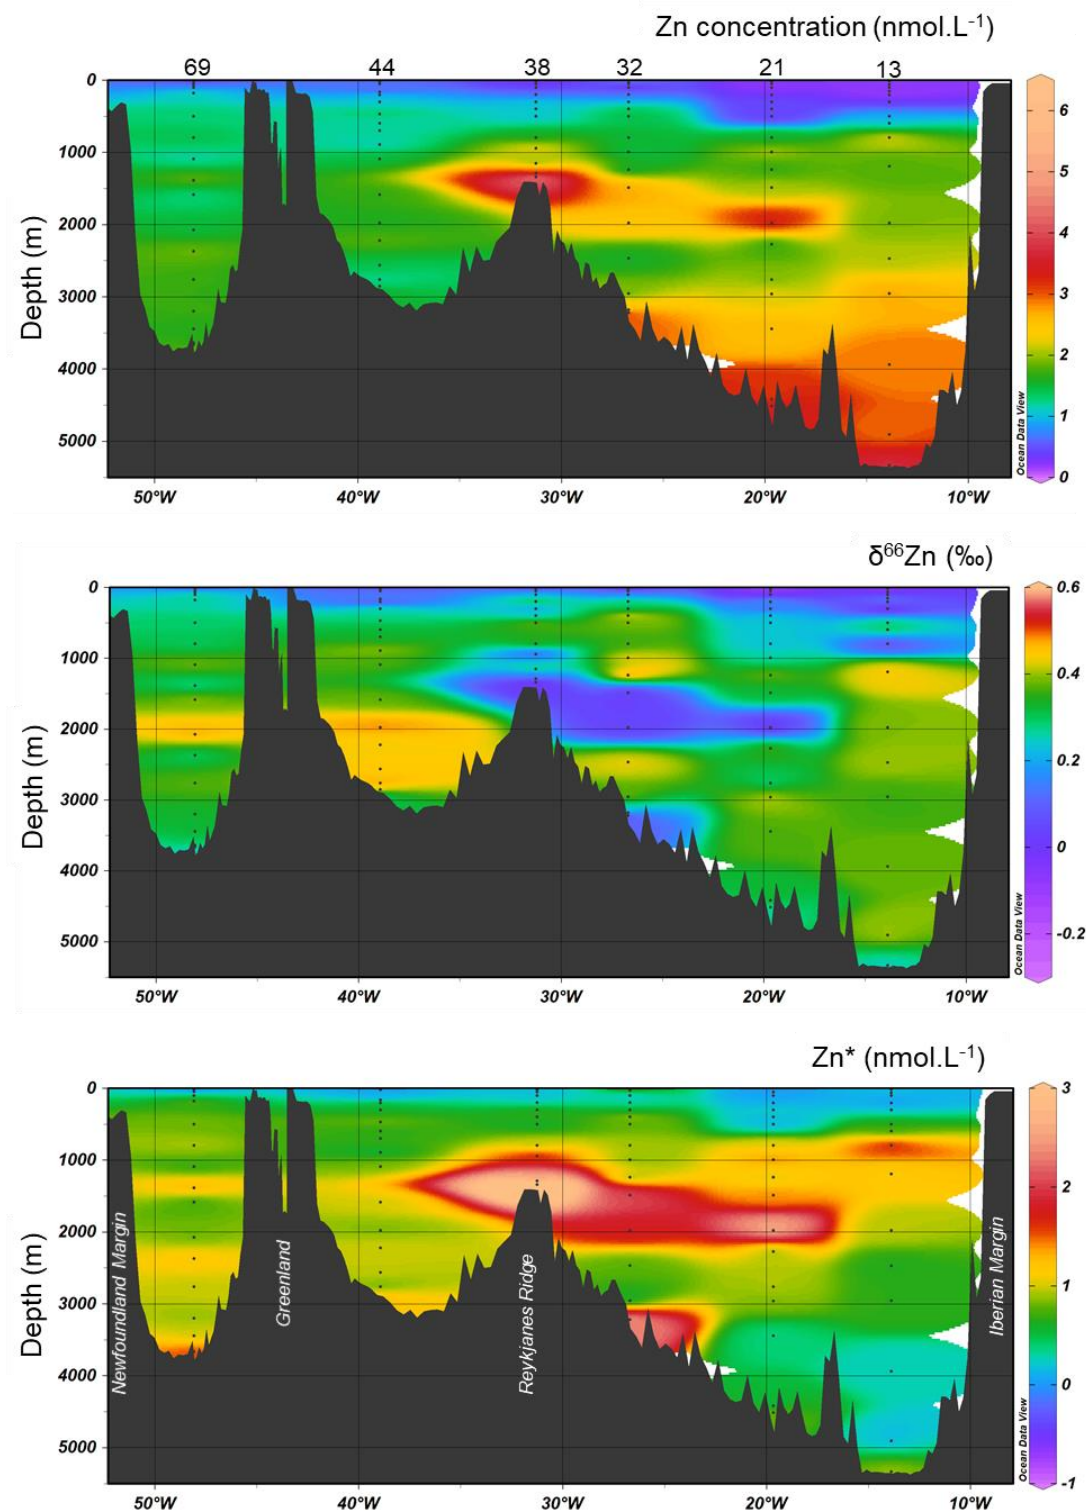 Zn concentration (nmol.L⁻¹)
69 44 38 32 21 13
0
1000
2000
3000
4000
5000
Depth (m)
50°W 40°W 30°W 20°W 10°W
6
5
4
3
2
1
0
Ocean Data View
δ⁶⁶Zn (‰)
0
1000
2000
3000
4000
5000
Depth (m)
50°W 40°W 30°W 20°W 10°W
0.6
0.4
0.2
0
-0.2
Ocean Data View
Zn* (nmol.L⁻¹)
0
1000
2000
3000
4000
5000
Depth (m)
Newfoundland Margin
Greenland
Reykjanes Ridge
Iberian Margin
50°W 40°W 30°W 20°W 10°W
3
2
1
0
-1
Ocean Data View